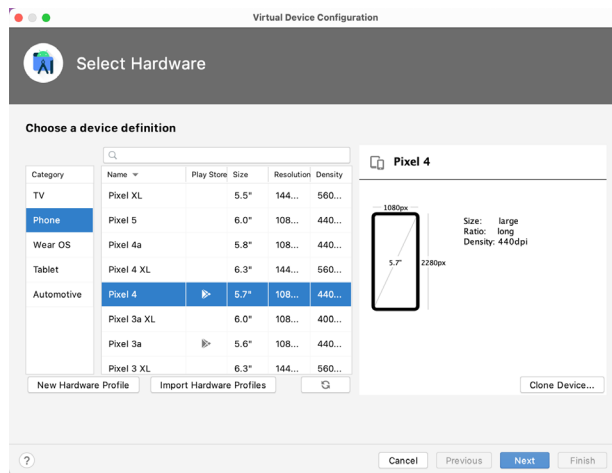 Virtual Device Configuration
Select Hardware
Choose a device definition
Category
TV
Phone
Wear OS
Tablet
Automotive
Name Play Store Size Resolution Density
Pixel XL 5.5" 144... 560...
Pixel 5 6.0" 108... 440...
Pixel 4a 5.8" 108... 440...
Pixel 4 XL 6.3" 144... 560...
Pixel 4 5.7" 108... 440...
Pixel 3a XL 6.0" 108... 400...
Pixel 3a 5.6" 108... 440...
Pixel 3 XL 6.3" 144... 560...
New Hardware Profile Import Hardware Profiles
Pixel 4
1080px
5.7" 2280px
Size: large
Ratio: long
Density: 440dpi
Clone Device...
? Cancel Previous Next Finish